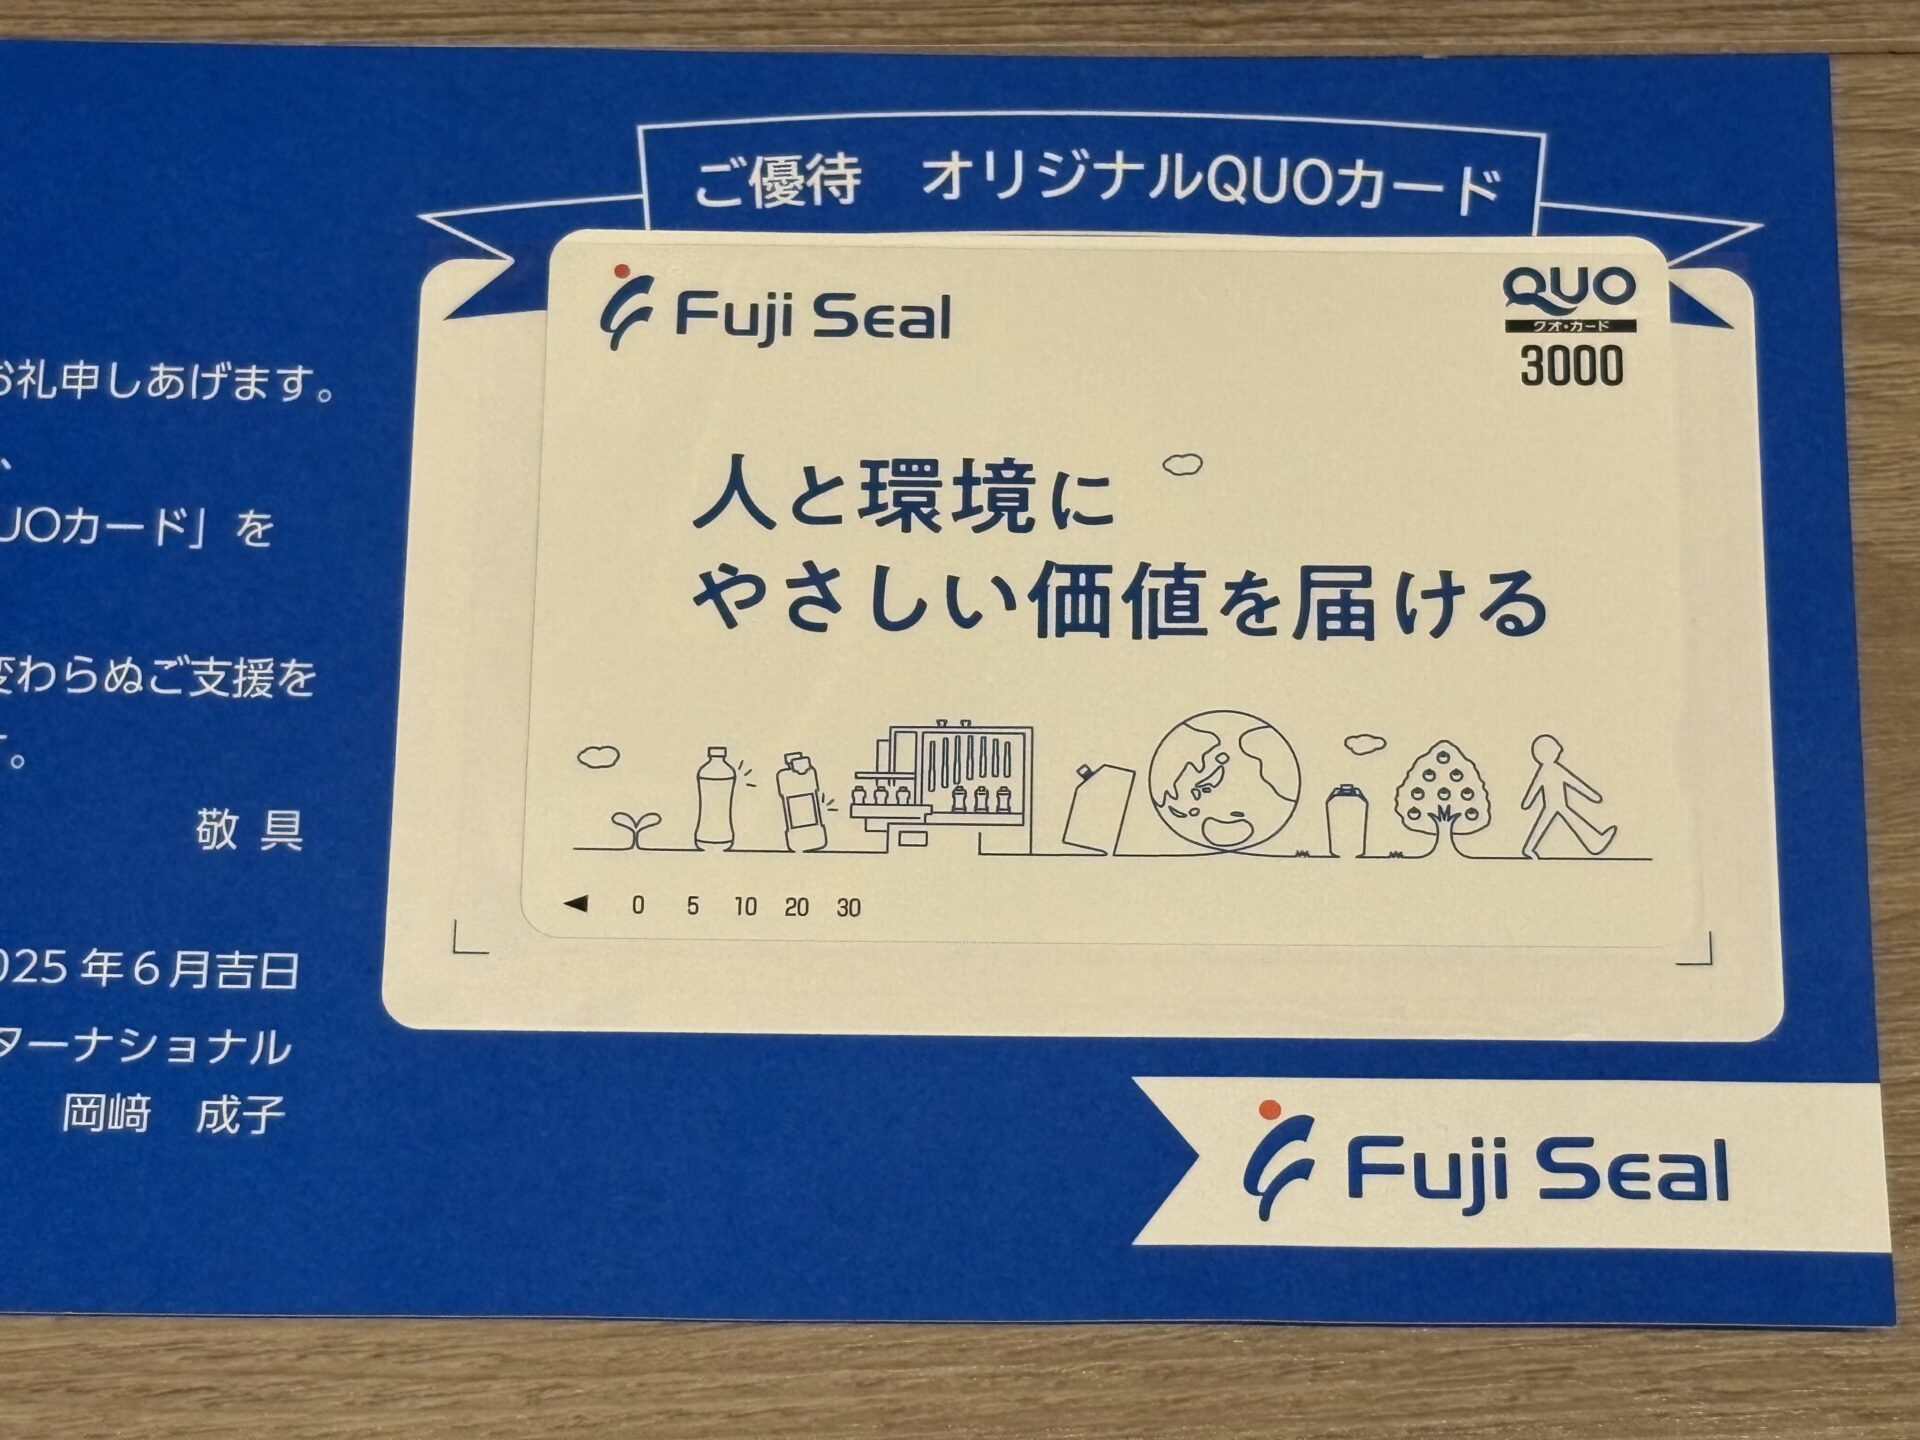 ご優待 オリジナルQUOカード
Fuji Seal
QUO
クオ・カード
3000
人と環境に
やさしい価値を届ける
0 5 10 20 30
お礼申しあげます。
、
UOカード」を
変わらぬご支援を
す。
敬具
025年6月吉日
ターナショナル
岡﨑 成子
Fuji Seal